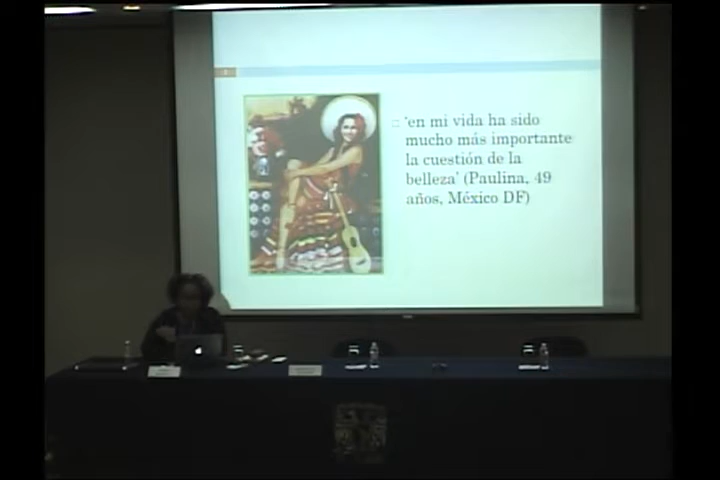 'en mi vida ha sido
mucho más importante
la cuestión de la
belleza' (Paulina, 49
años, México DF)